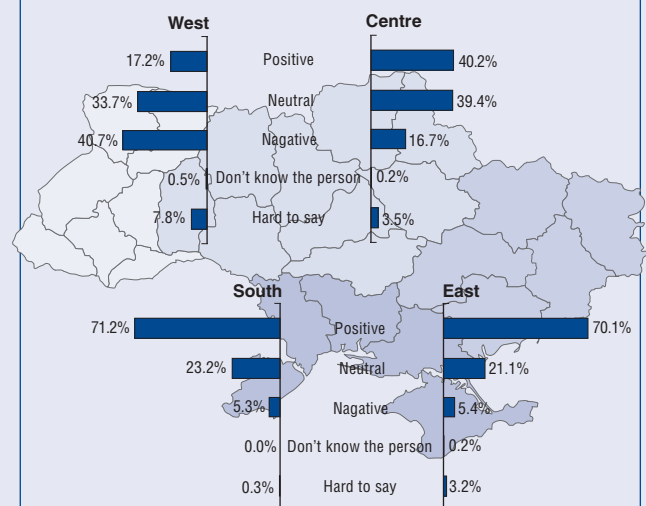 West Centre
17.2% Positive 40.2%
33.7% Neutral 39.4%
40.7% Nagative 16.7%
0.5% Don't know the person 0.2%
7.8% Hard to say 3.5%
South East
71.2% Positive 70.1%
23.2% Neutral 21.1%
5.3% Nagative 5.4%
0.0% Don't know the person 0.2%
0.3% Hard to say 3.2%